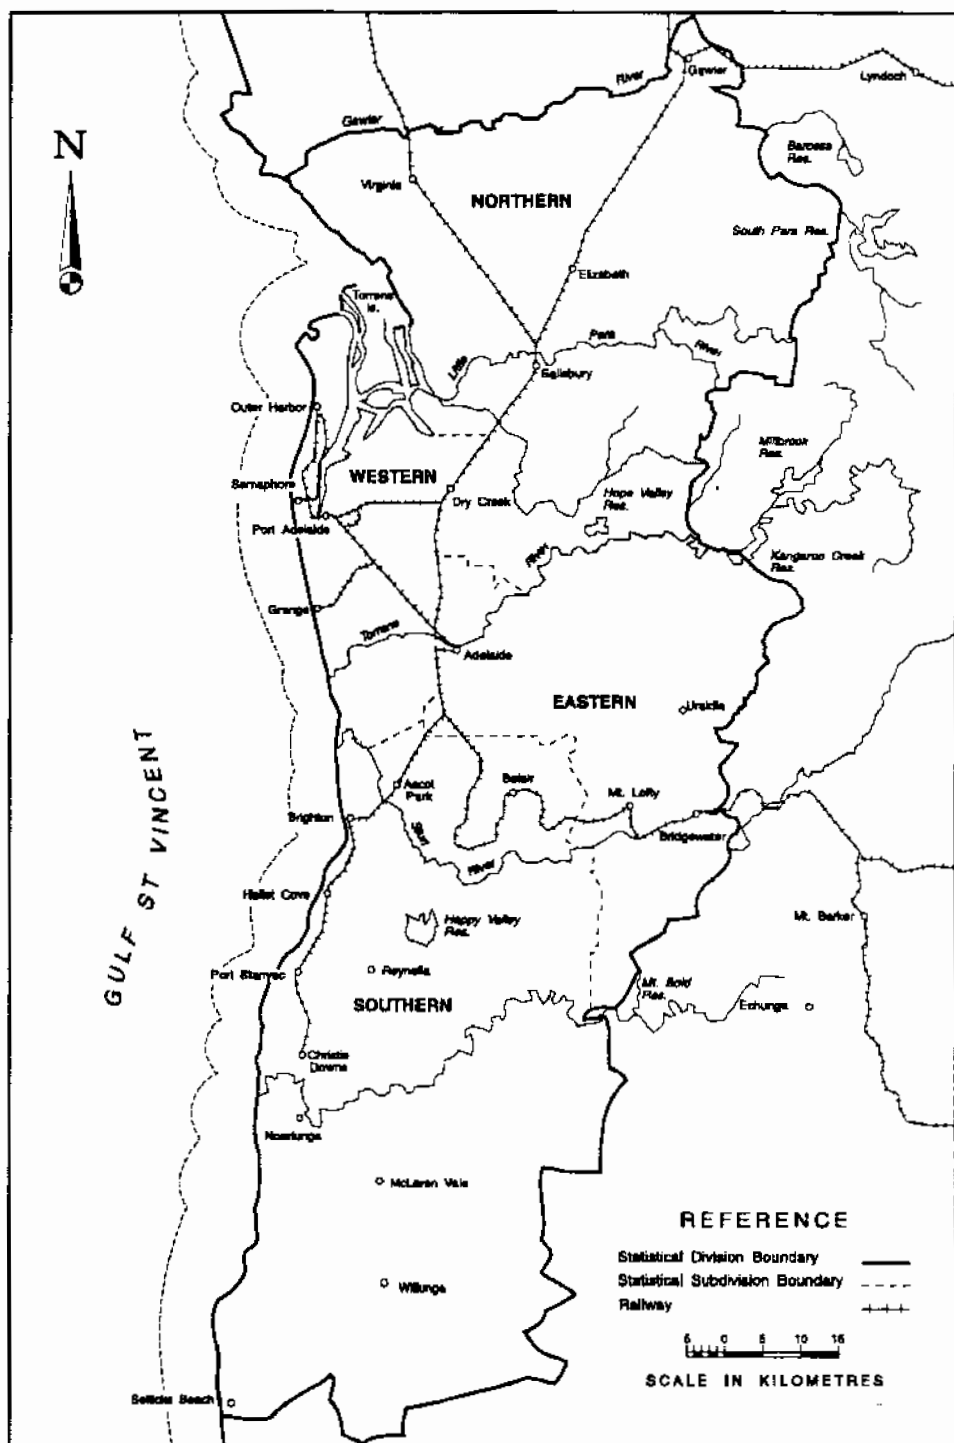 River
Gawler
Lyndoch
Gawler
N
Barossa
Res.
Virginia
NORTHERN
South Para Res.
Elizabeth
Torrens
Is.
Para
River
Little
Salisbury
Outer Harbor
Millbrook
Res.
WESTERN
Semaphore
Hope Valley
Res.
Dry Creek
Port Adelaide
River
Kangaroo Creek
Res.
Grange
Torrens
Adelaide
EASTERN
Uraidla
GULF ST VINCENT
Ascot
Park
Belair
Mt. Lofty
Brighton
Sturt
River
Bridgewater
Hallet Cove
Happy Valley
Res.
Mt. Barker
Port Stanvac
Reynella
Mt. Bold
Res.
SOUTHERN
Echunga
Christie
Downs
Noarlunga
McLaren Vale
REFERENCE
Statistical Division Boundary
Statistical Subdivision Boundary
Willunga
Railway
5 0 5 10 15
SCALE IN KILOMETRES
Sellicks Beach